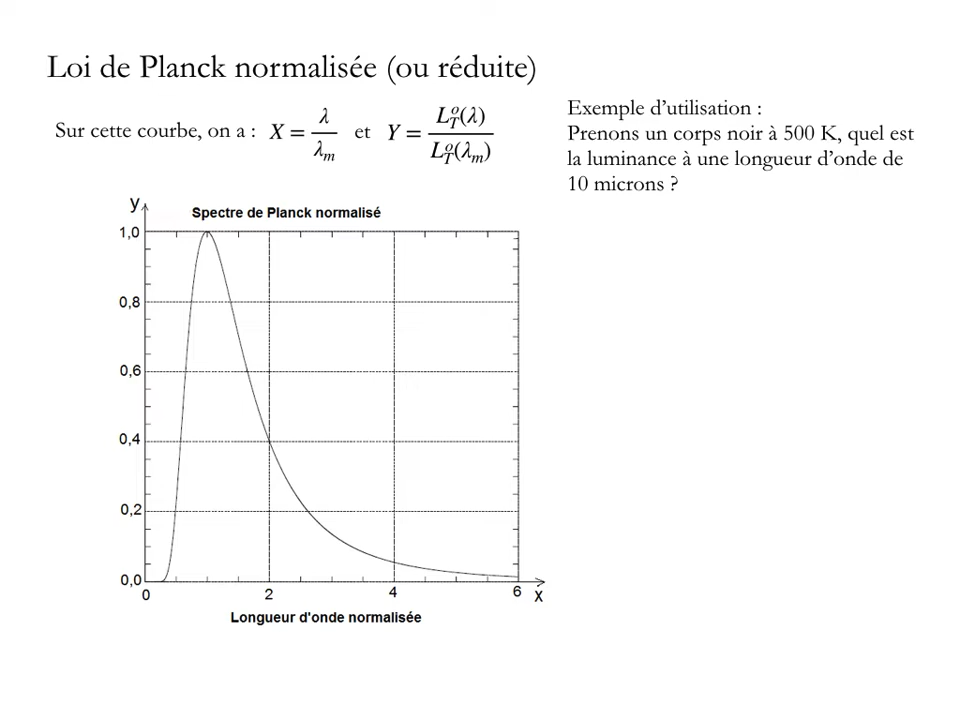 Loi de Planck normalisée (ou réduite)
Sur cette courbe, on a : X = λ/λₘ et Y = L°_T(λ)/L°_T(λₘ)
Exemple d’utilisation :
Prenons un corps noir à 500 K, quel est
la luminance à une longueur d’onde de
10 microns ?
y
Spectre de Planck normalisé
1,0
0,8
0,6
0,4
0,2
0,0
0 2 4 6 x
Longueur d'onde normalisée